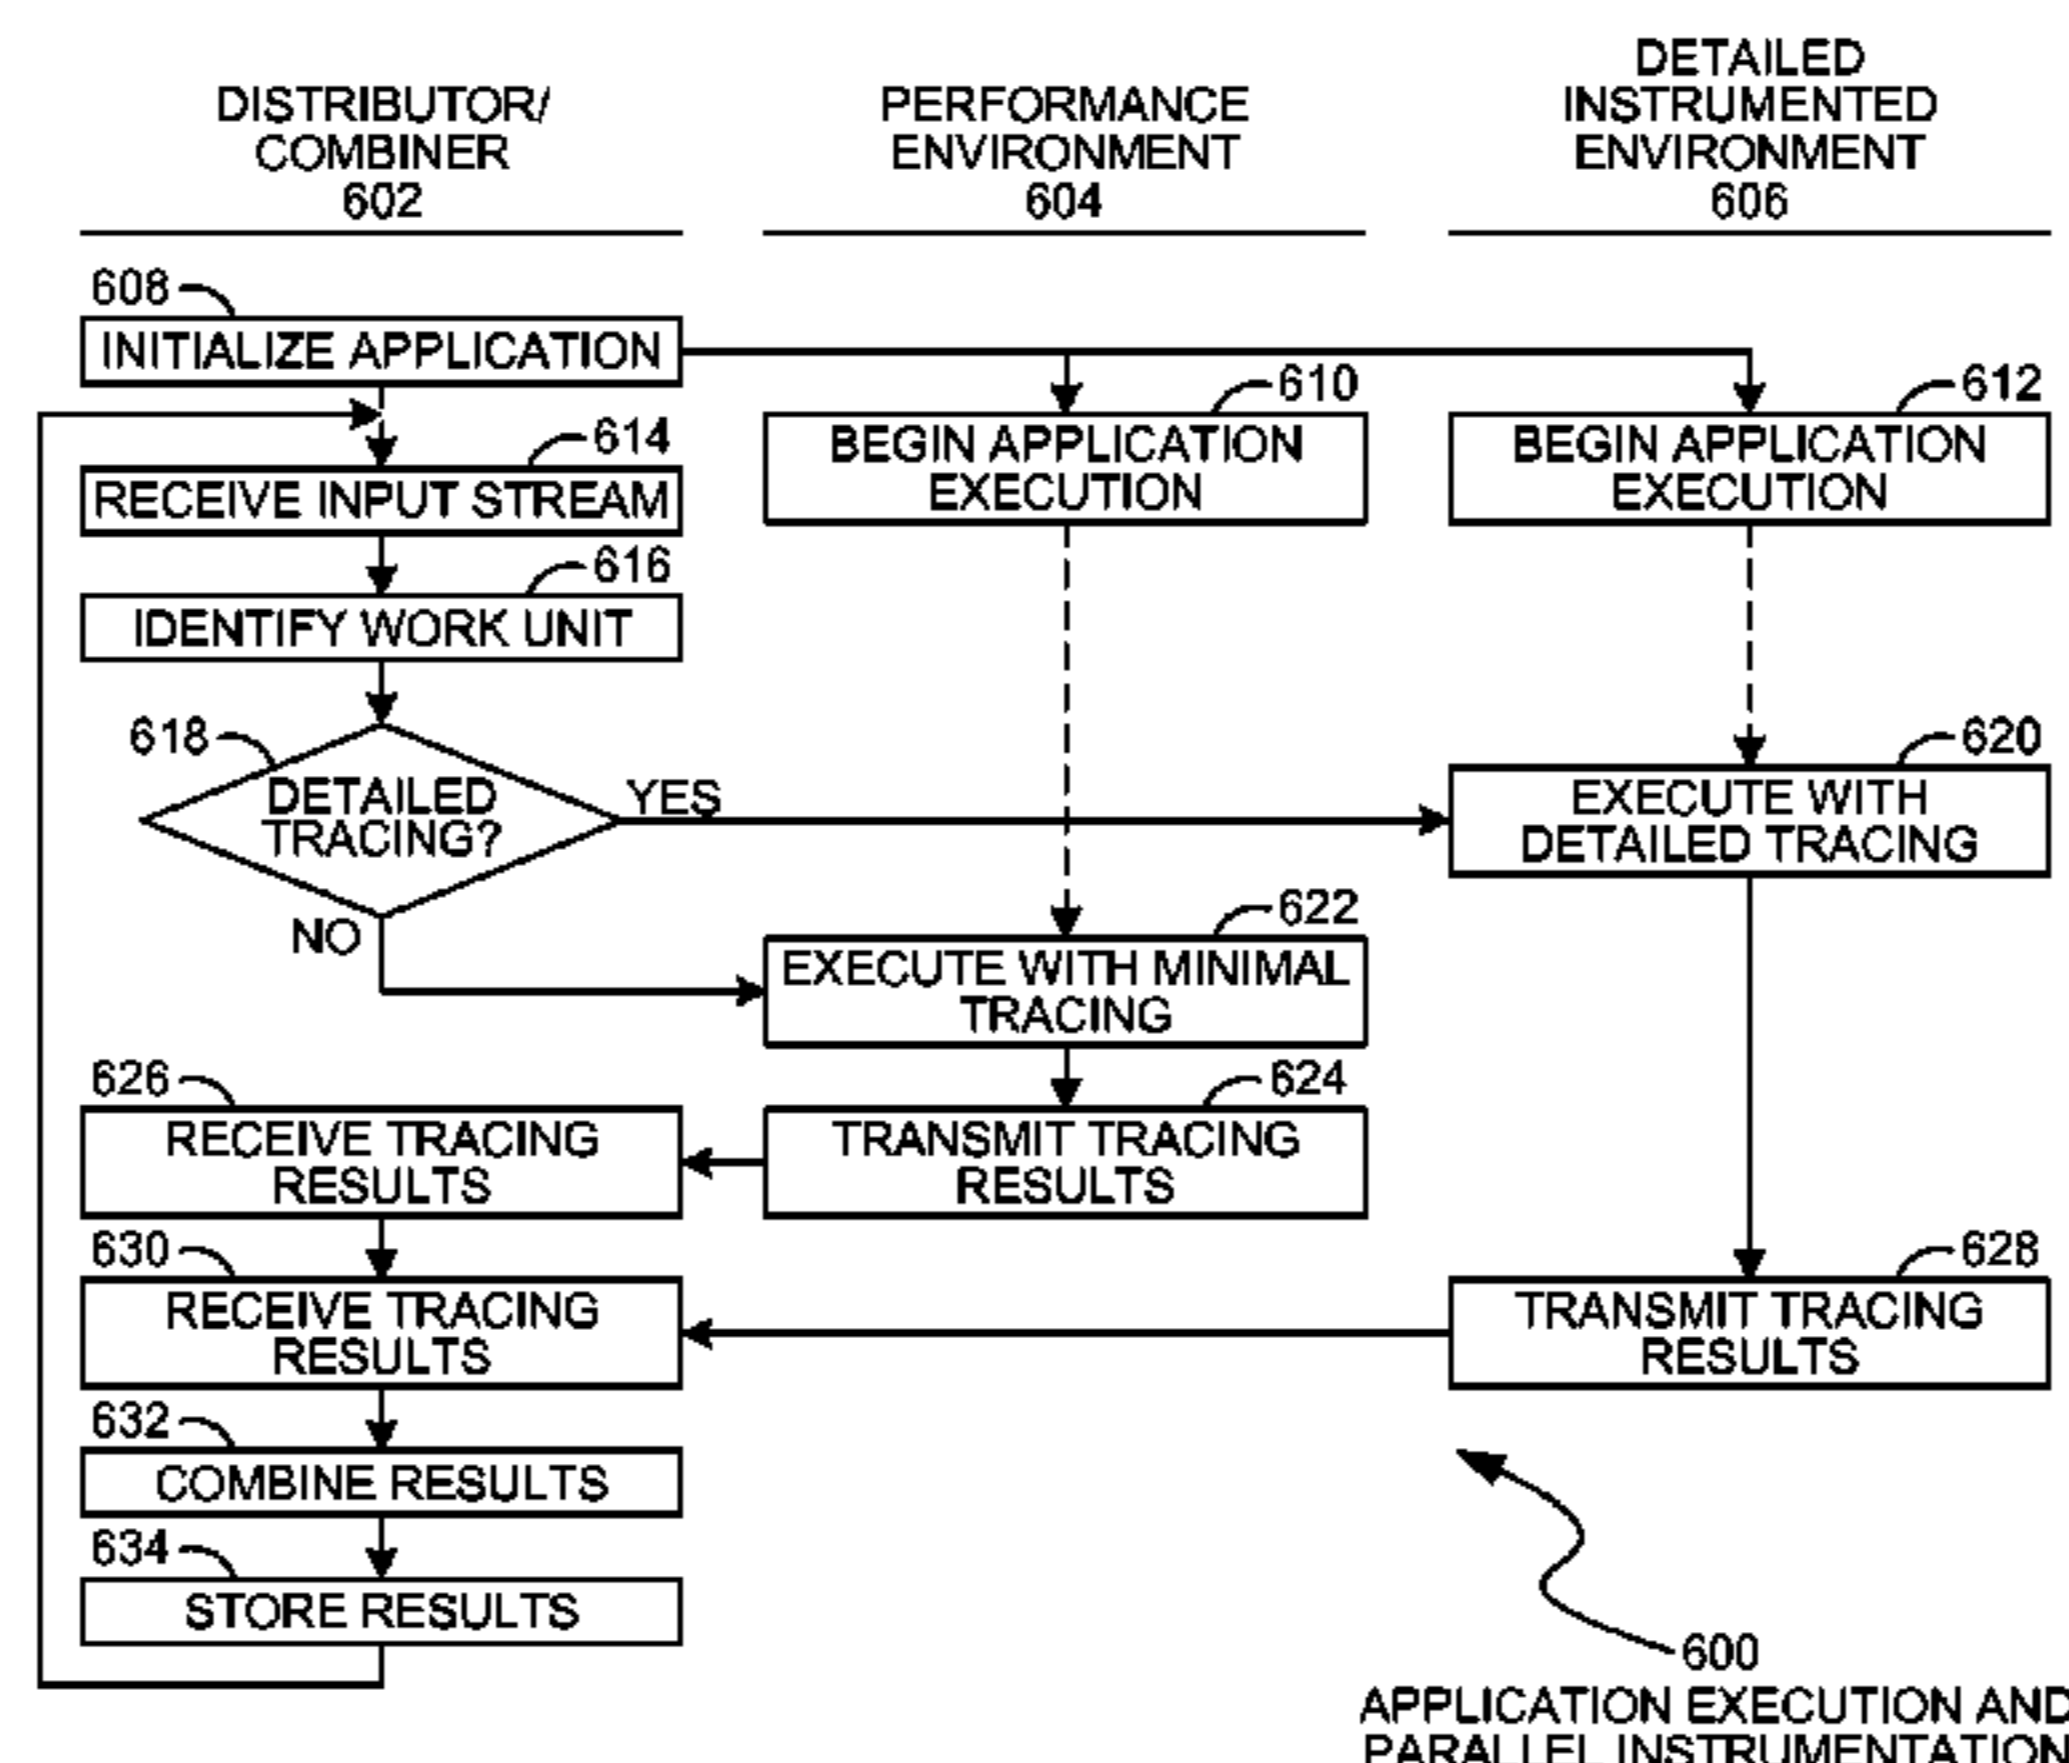 DISTRIBUTOR/
COMBINER
602
PERFORMANCE
ENVIRONMENT
604
DETAILED
INSTRUMENTED
ENVIRONMENT
606
608
INITIALIZE APPLICATION
610
BEGIN APPLICATION
EXECUTION
612
BEGIN APPLICATION
EXECUTION
614
RECEIVE INPUT STREAM
616
IDENTIFY WORK UNIT
618
DETAILED
TRACING?
YES
NO
620
EXECUTE WITH
DETAILED TRACING
622
EXECUTE WITH MINIMAL
TRACING
624
TRANSMIT TRACING
RESULTS
626
RECEIVE TRACING
RESULTS
628
TRANSMIT TRACING
RESULTS
630
RECEIVE TRACING
RESULTS
632
COMBINE RESULTS
634
STORE RESULTS
600
APPLICATION EXECUTION AND
PARALLEL INSTRUMENTATION